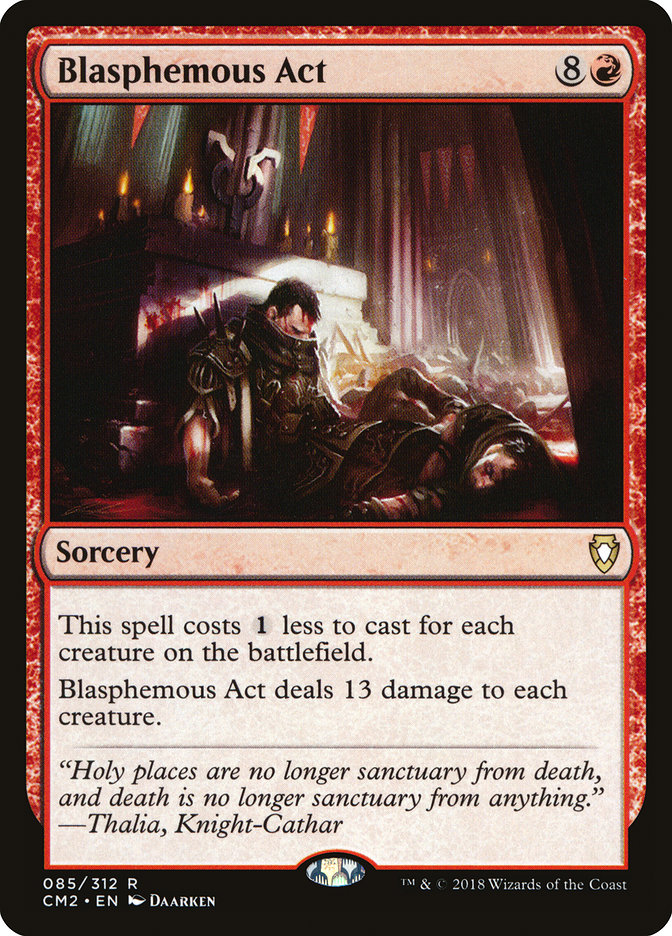 Blasphemous Act 8
Sorcery
This spell costs 1 less to cast for each
creature on the battlefield.
Blasphemous Act deals 13 damage to each
creature.
“Holy places are no longer sanctuary from death,
and death is no longer sanctuary from anything.”
—Thalia, Knight-Cathar
085/312 R
CM2 • EN DAARKEN
™ & © 2018 Wizards of the Coast